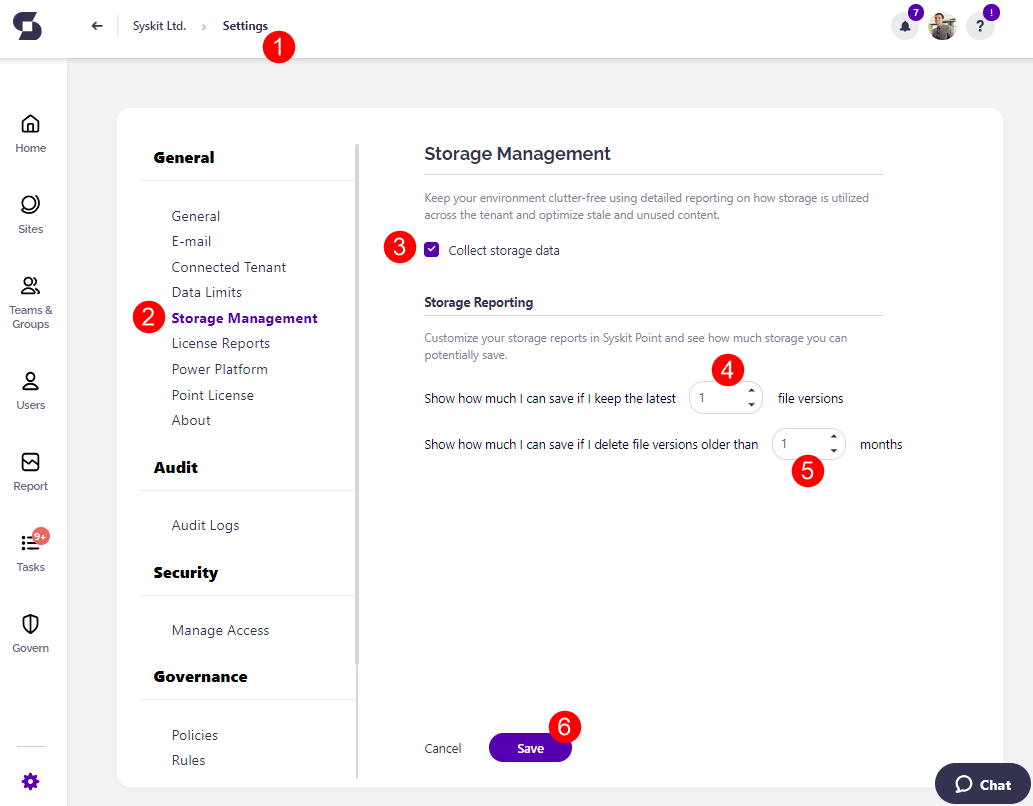 Syskit Ltd. › Settings
1
7
?
!
Home
Sites
Teams &
Groups
Users
Report
9+
Tasks
Govern
General
General
E-mail
Connected Tenant
Data Limits
2 Storage Management
License Reports
Power Platform
Point License
About
Audit
Audit Logs
Security
Manage Access
Governance
Policies
Rules
Storage Management
Keep your environment clutter-free using detailed reporting on how storage is utilized
across the tenant and optimize stale and unused content.
3 Collect storage data
Storage Reporting
Customize your storage reports in Syskit Point and see how much storage you can
potentially save.
4
Show how much I can save if I keep the latest 1 file versions
Show how much I can save if I delete file versions older than 1 months
5
6
Cancel Save
Chat